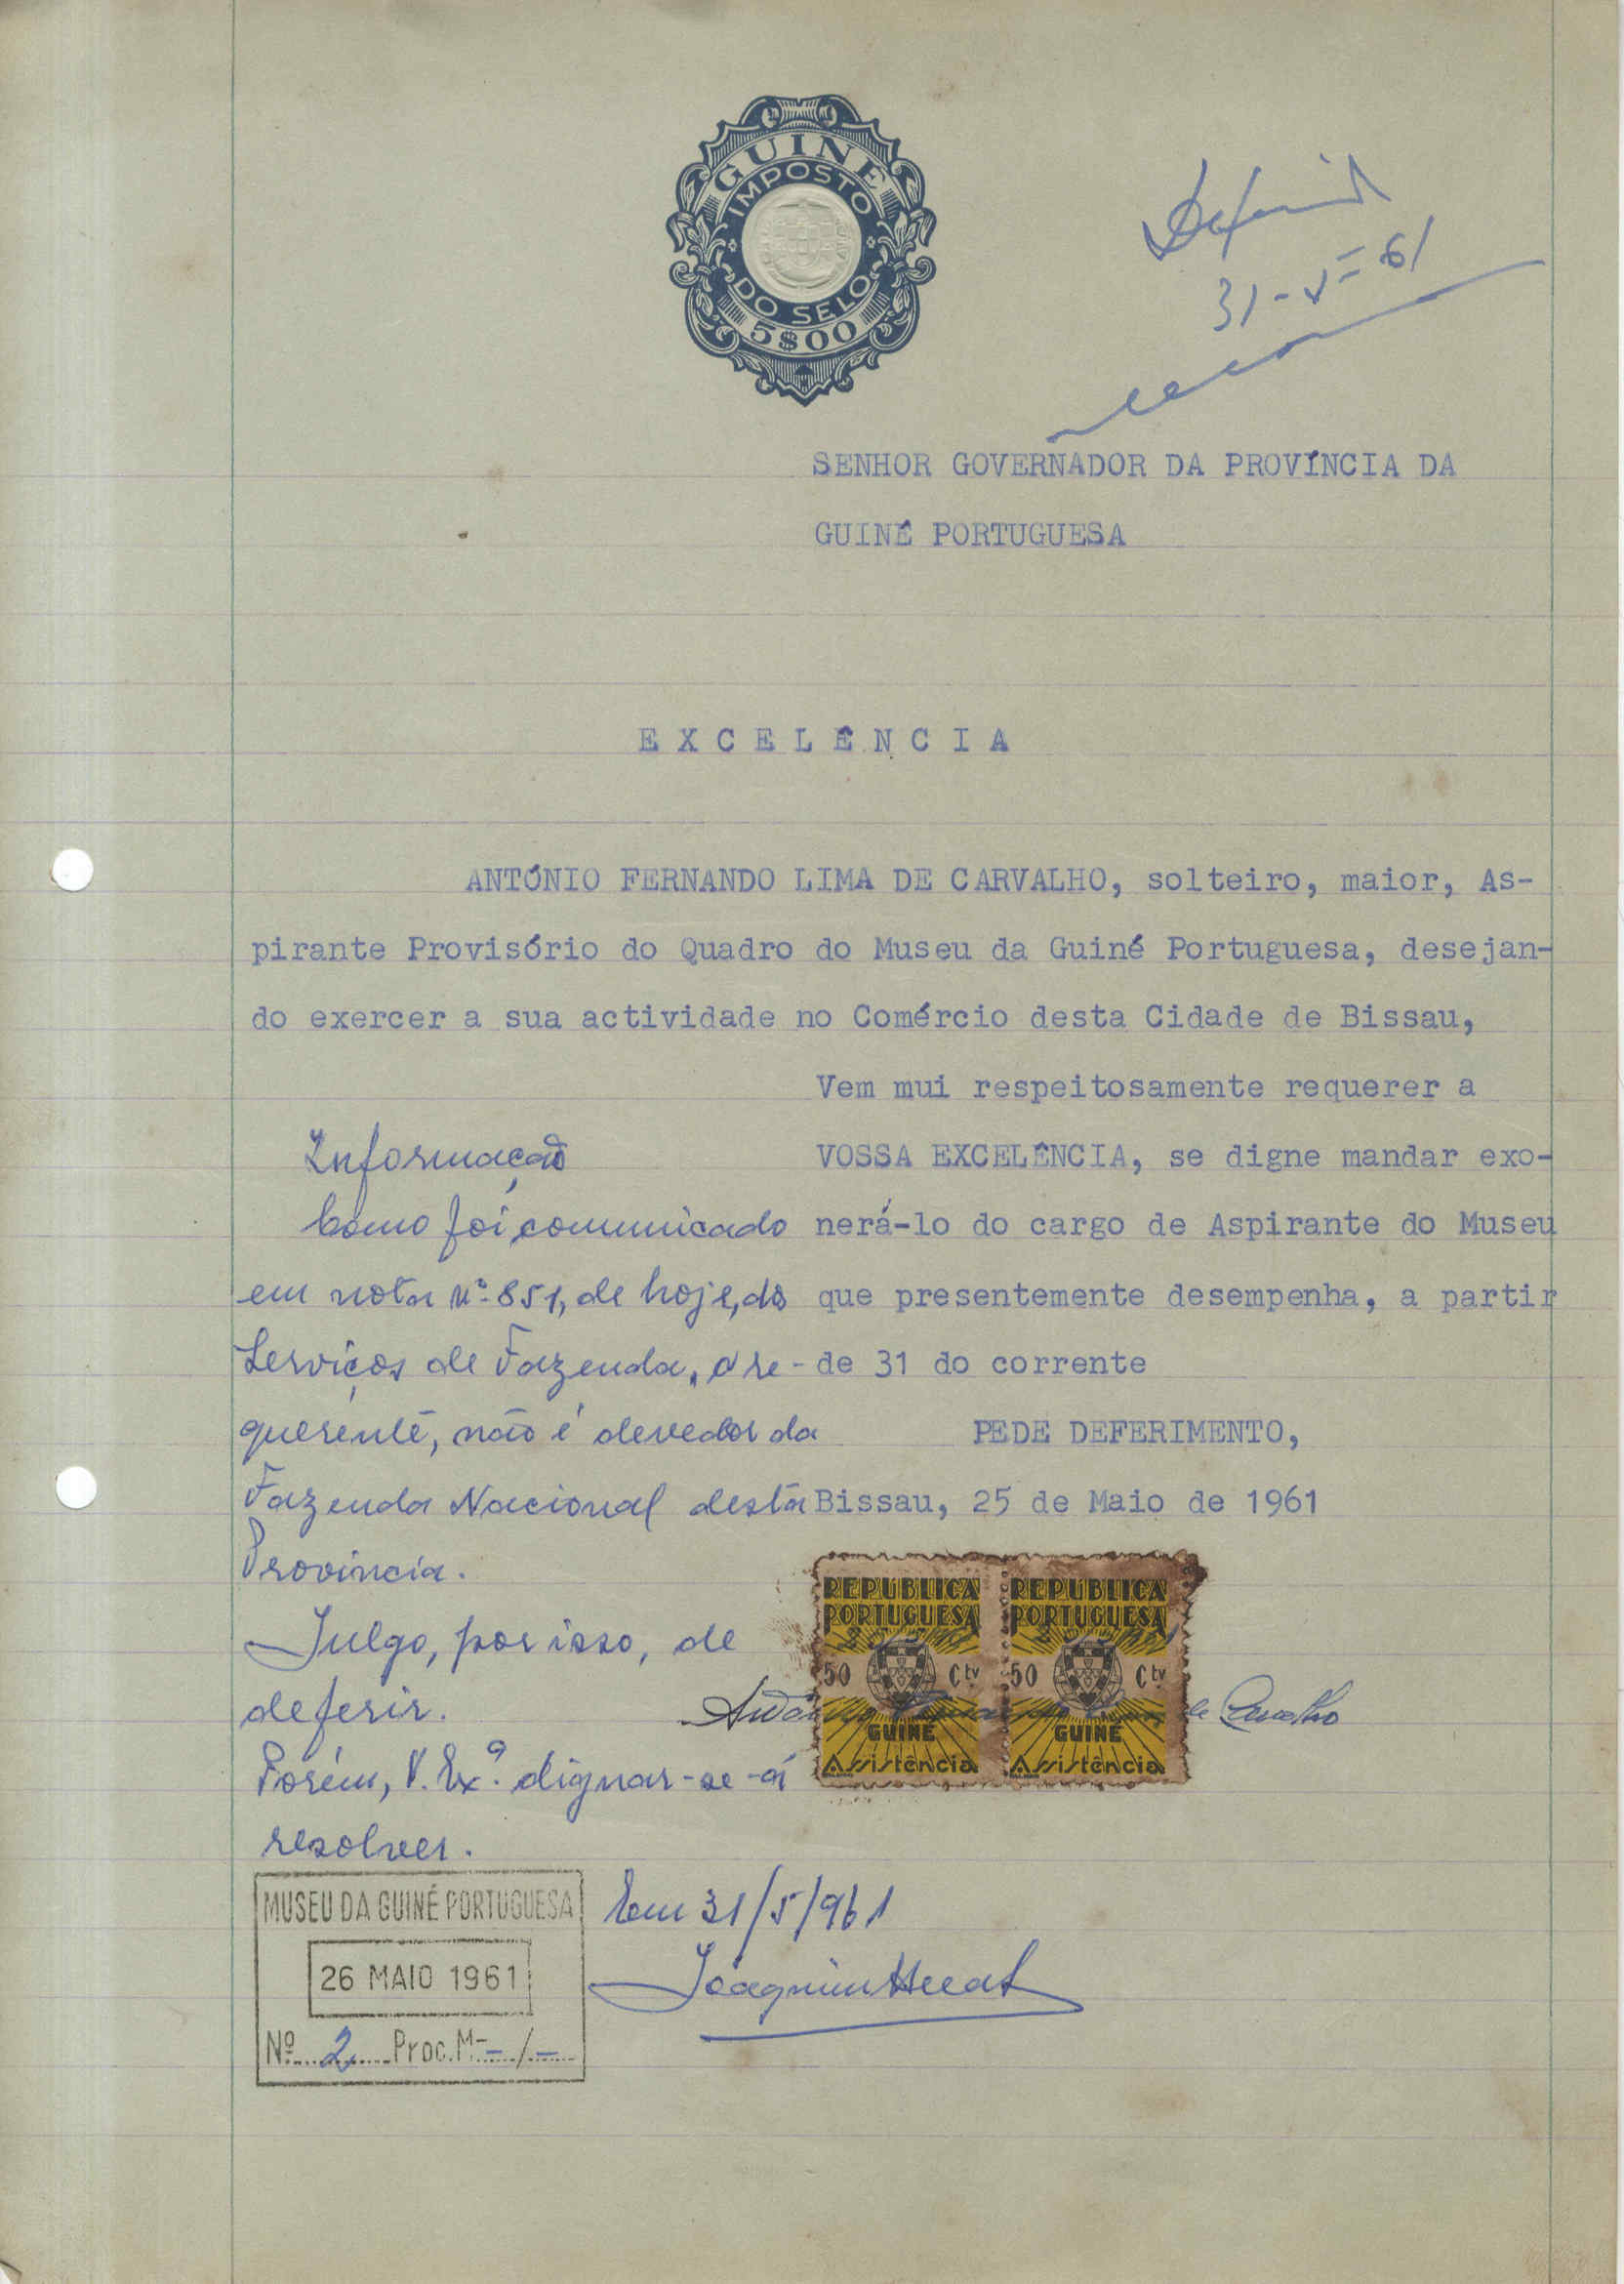 GUINÉ
IMPOSTO
DO SELO
5$00
31-V-61
SENHOR GOVERNADOR DA PROVÍNCIA DA
GUINÉ PORTUGUESA
EXCELÊNCIA
ANTÓNIO FERNANDO LIMA DE CARVALHO, solteiro, maior, As-
pirante Provisório do Quadro do Museu da Guiné Portuguesa, desejan-
do exercer a sua actividade no Comércio desta Cidade de Bissau,
Vem mui respeitosamente requerer a
VOSSA EXCELÊNCIA, se digne mandar exo-
nerá-lo do cargo de Aspirante do Museu
que presentemente desempenha, a partir
de 31 do corrente
PEDE DEFERIMENTO,
Bissau, 25 de Maio de 1961
Informação
Como foi comunicado
em nota nº 851, de hoje, dos
Serviços de Fazenda, o re-
querente, não é devedor da
Fazenda Nacional desta
Província.
Julgo, por isso, de
deferir.
Porém, V. Exª. dignar-se-á
resolver.
Em 31/5/961
Joaquim
REPUBLICA
PORTUGUESA
50 Ctv
GUINÉ
Assistência
REPUBLICA
PORTUGUESA
50 Ctv
GUINÉ
Assistência
de Carvalho
MUSEU DA GUINÉ PORTUGUESA
26 MAIO 1961
Nº 2 Proc. M - / -